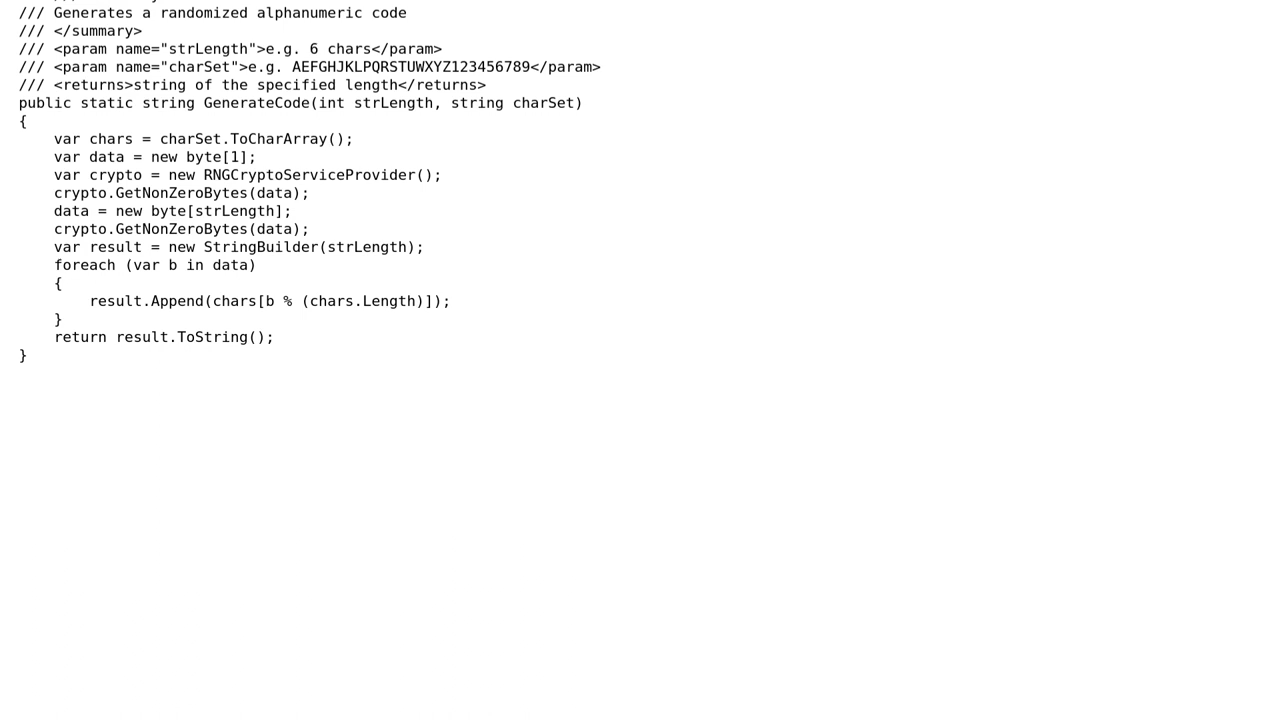 /// Generates a randomized alphanumeric code
/// </summary>
/// <param name="strLength">e.g. 6 chars</param>
/// <param name="charSet">e.g. AEFGHJKLPQRSTUWXYZ123456789</param>
/// <returns>string of the specified length</returns>
public static string GenerateCode(int strLength, string charSet)
{
    var chars = charSet.ToCharArray();
    var data = new byte[1];
    var crypto = new RNGCryptoServiceProvider();
    crypto.GetNonZeroBytes(data);
    data = new byte[strLength];
    crypto.GetNonZeroBytes(data);
    var result = new StringBuilder(strLength);
    foreach (var b in data)
    {
        result.Append(chars[b % (chars.Length)]);
    }
    return result.ToString();
}